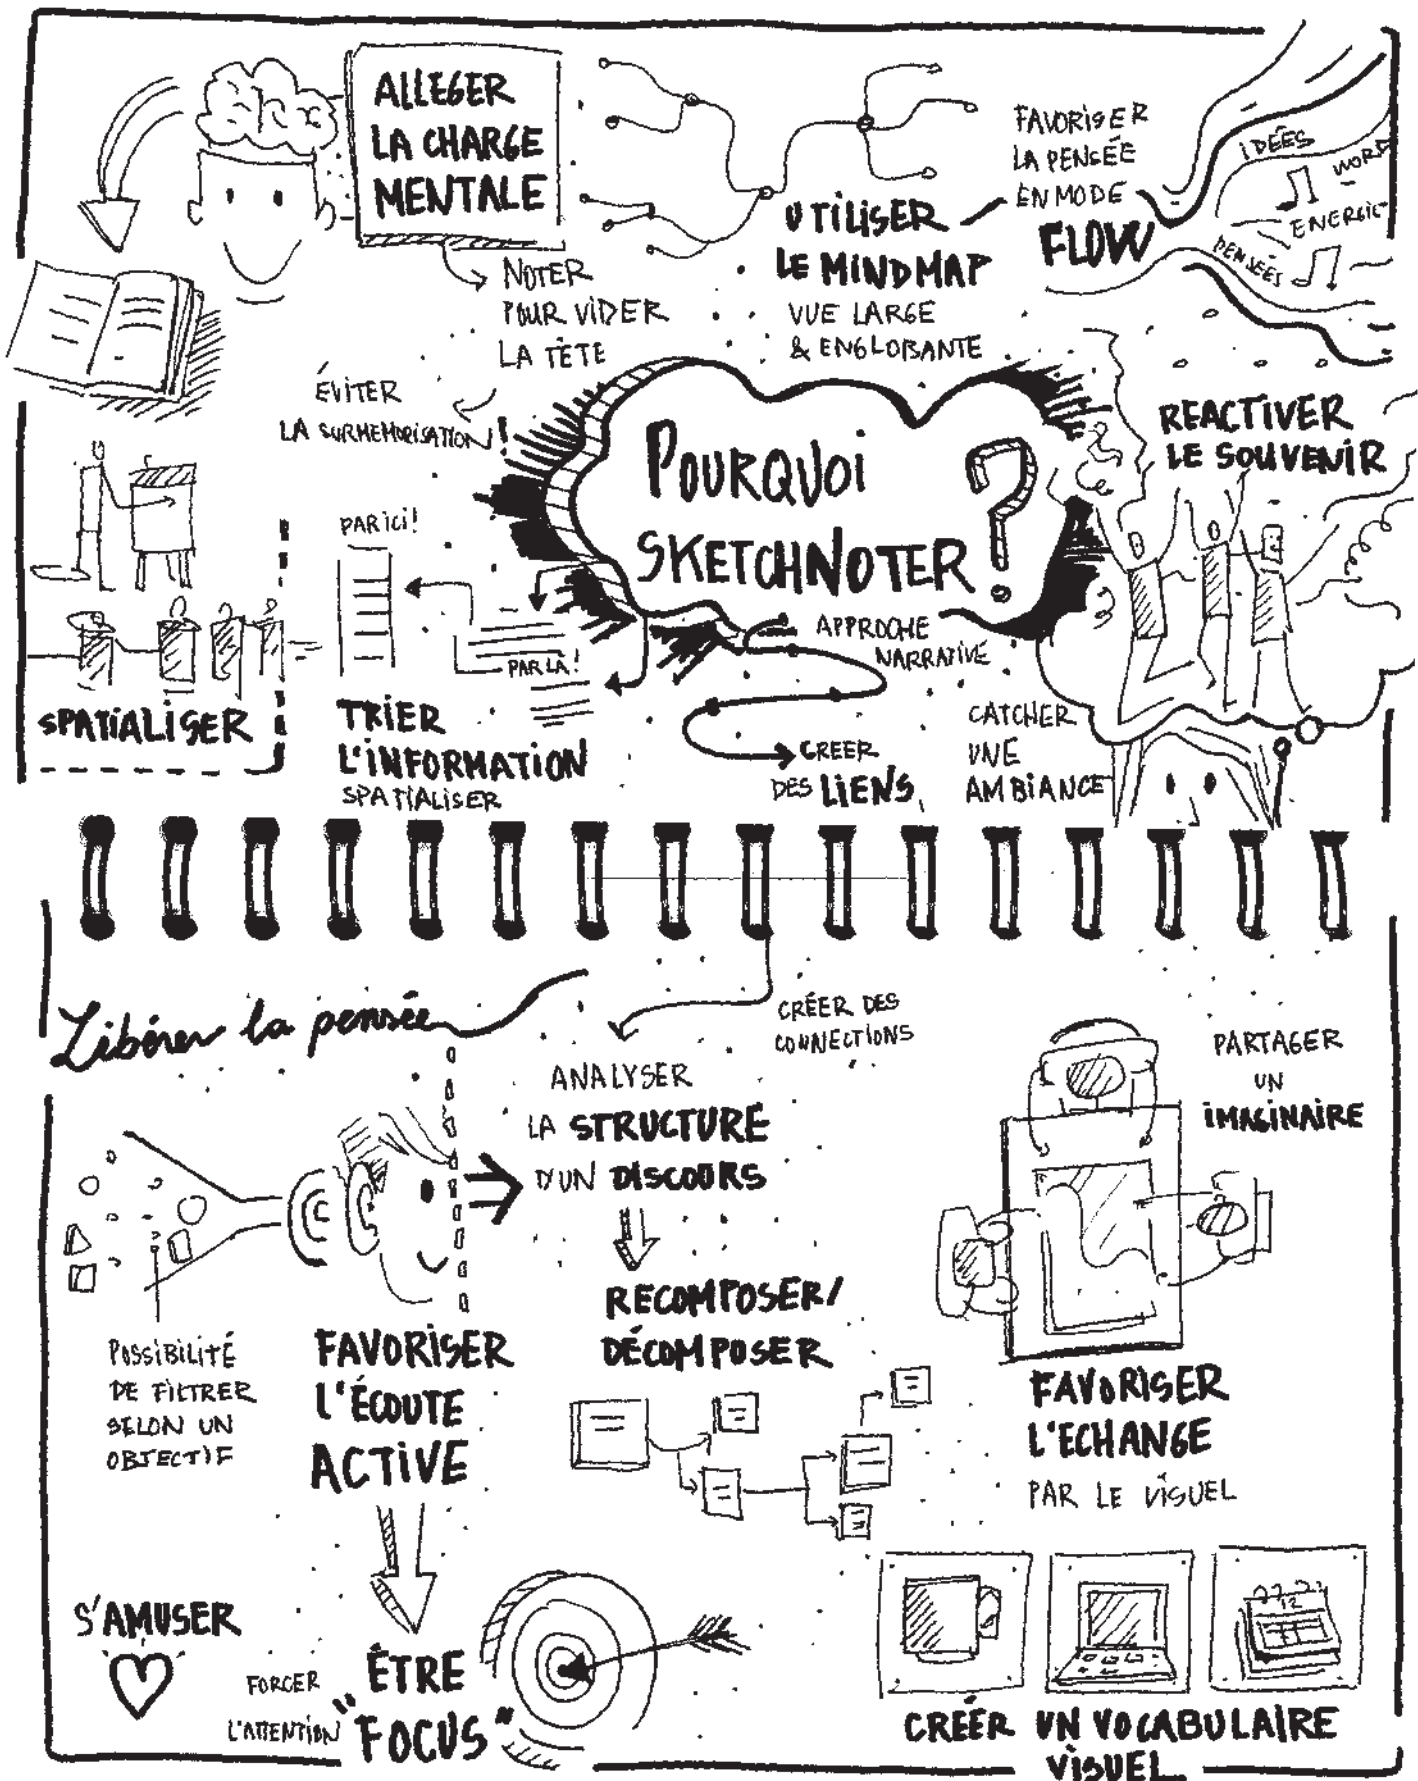 ALLEGER
LA CHARGE
MENTALE
NOTER
POUR VIDER
LA TÊTE
ÉVITER
LA SURMEMORISATION!
UTILISER
LE MINDMAP
VUE LARGE
& ENGLOBANTE
FAVORISER
LA PENSÉE
EN MODE
FLOW
IDÉES
WORD
ENERGIE
PENSÉES
POURQUOI
SKETCHNOTER ?
REACTIVER
LE SOUVENIR
SPATIALISER
PAR ICI!
PAR LA!
TRIER
L'INFORMATION
SPATIALISER
APPROCHE
NARRATIVE
CREER
DES LIENS
CATCHER
UNE
AMBIANCE
Libérer la pensée
CRÉER DES
CONNECTIONS
ANALYSER
LA STRUCTURE
D'UN DISCOURS
RECOMPOSER/
DÉCOMPOSER
PARTAGER
UN
IMAGINAIRE
POSSIBILITÉ
DE FILTRER
SELON UN
OBJECTIF
FAVORISER
L'ÉCOUTE
ACTIVE
FAVORISER
L'ECHANGE
PAR LE VISUEL
S'AMUSER
FORCER
L'ATTENTION
ÊTRE
"FOCUS"
12
CRÉER UN VOCABULAIRE
VISUEL